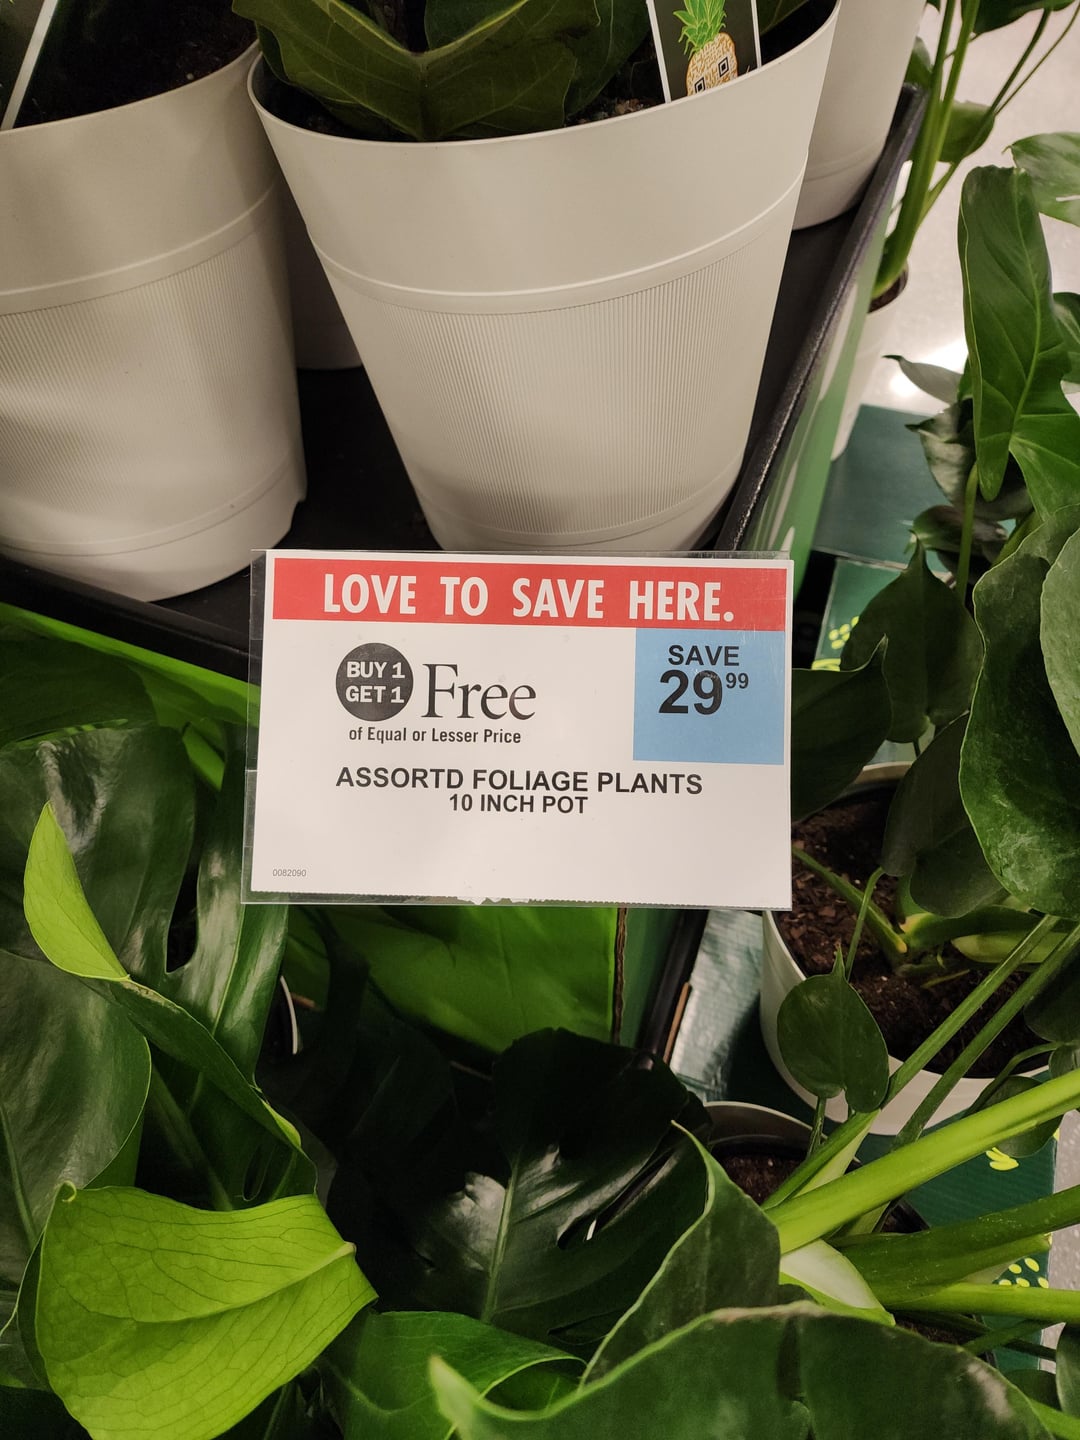 LOVE TO SAVE HERE.
BUY 1
GET 1
Free
of Equal or Lesser Price
SAVE
29 99
ASSORTD FOLIAGE PLANTS
10 INCH POT
0082090